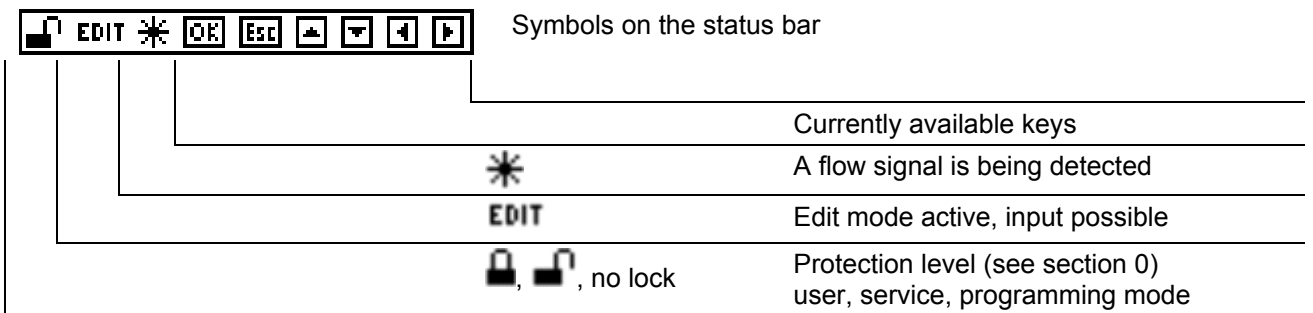 EDIT OK Esc Symbols on the status bar
Currently available keys
A flow signal is being detected
EDIT Edit mode active, input possible
, , no lock Protection level (see section 0)
user, service, programming mode